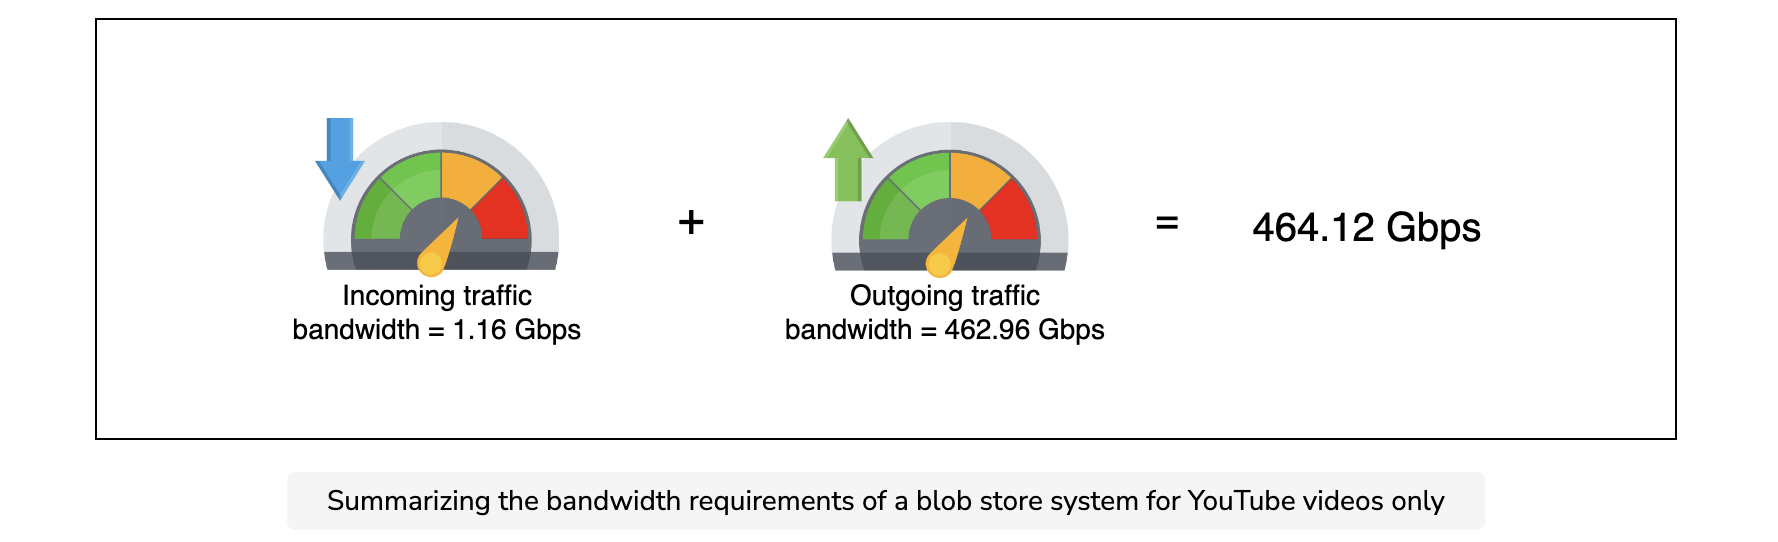 Incoming traffic
bandwidth = 1.16 Gbps
+
Outgoing traffic
bandwidth = 462.96 Gbps
=
464.12 Gbps
Summarizing the bandwidth requirements of a blob store system for YouTube videos only